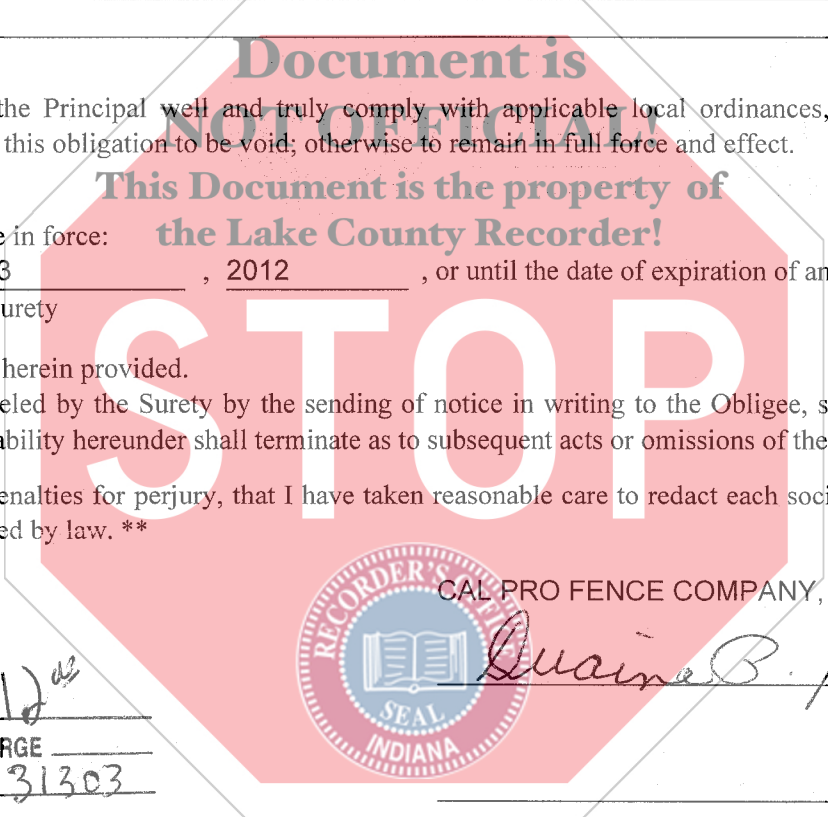 Document is
the Principal well and truly comply with applicable local ordinances,
NOT OFFICIAL!
this obligation to be void; otherwise to remain in full force and effect.
This Document is the property of
the Lake County Recorder!
e in force:
3 , 2012 , or until the date of expiration of an
urety
STOP
herein provided.
eled by the Surety by the sending of notice in writing to the Obligee, s
ability hereunder shall terminate as to subsequent acts or omissions of the
enalties for perjury, that I have taken reasonable care to redact each soci
ed by law. **
RECORDER'S OFFICE
SEAL
INDIANA
CAL PRO FENCE COMPANY,
12
RGE
31303